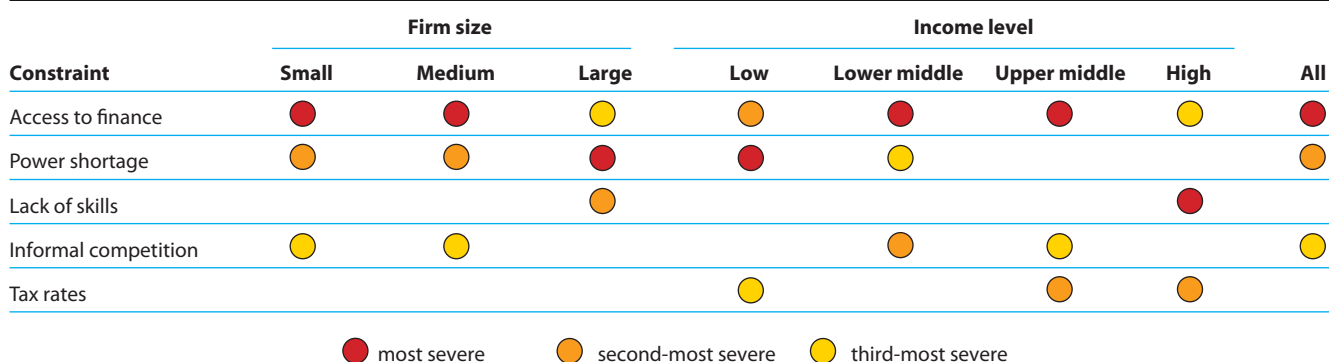 Firm size Income level
Constraint Small Medium Large Low Lower middle Upper middle High All
Access to finance
Power shortage
Lack of skills
Informal competition
Tax rates
most severe second-most severe third-most severe